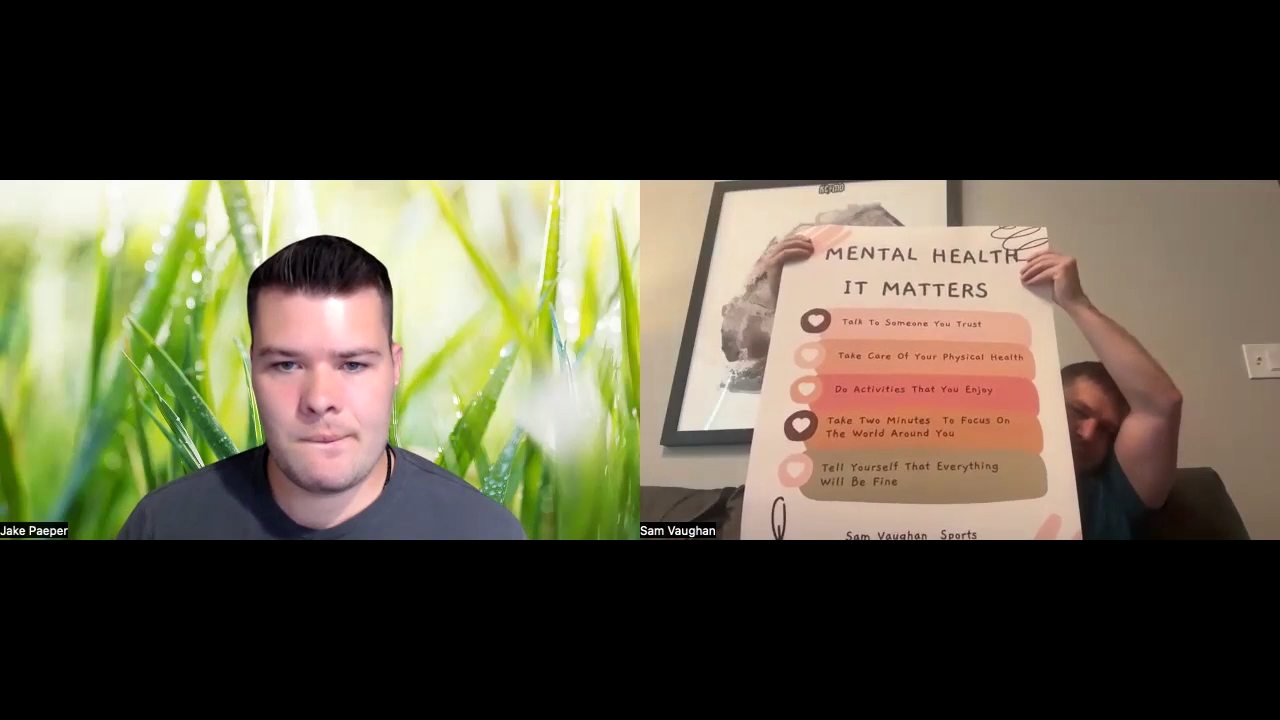 MENTAL HEALTH
IT MATTERS
Talk To Someone You Trust
Take Care Of Your Physical Health
Do Activities That You Enjoy
Take Two Minutes To Focus On
The World Around You
Tell Yourself That Everything
Will Be Fine
Sam Vaughan Sports
Jake Paeper
Sam Vaughan